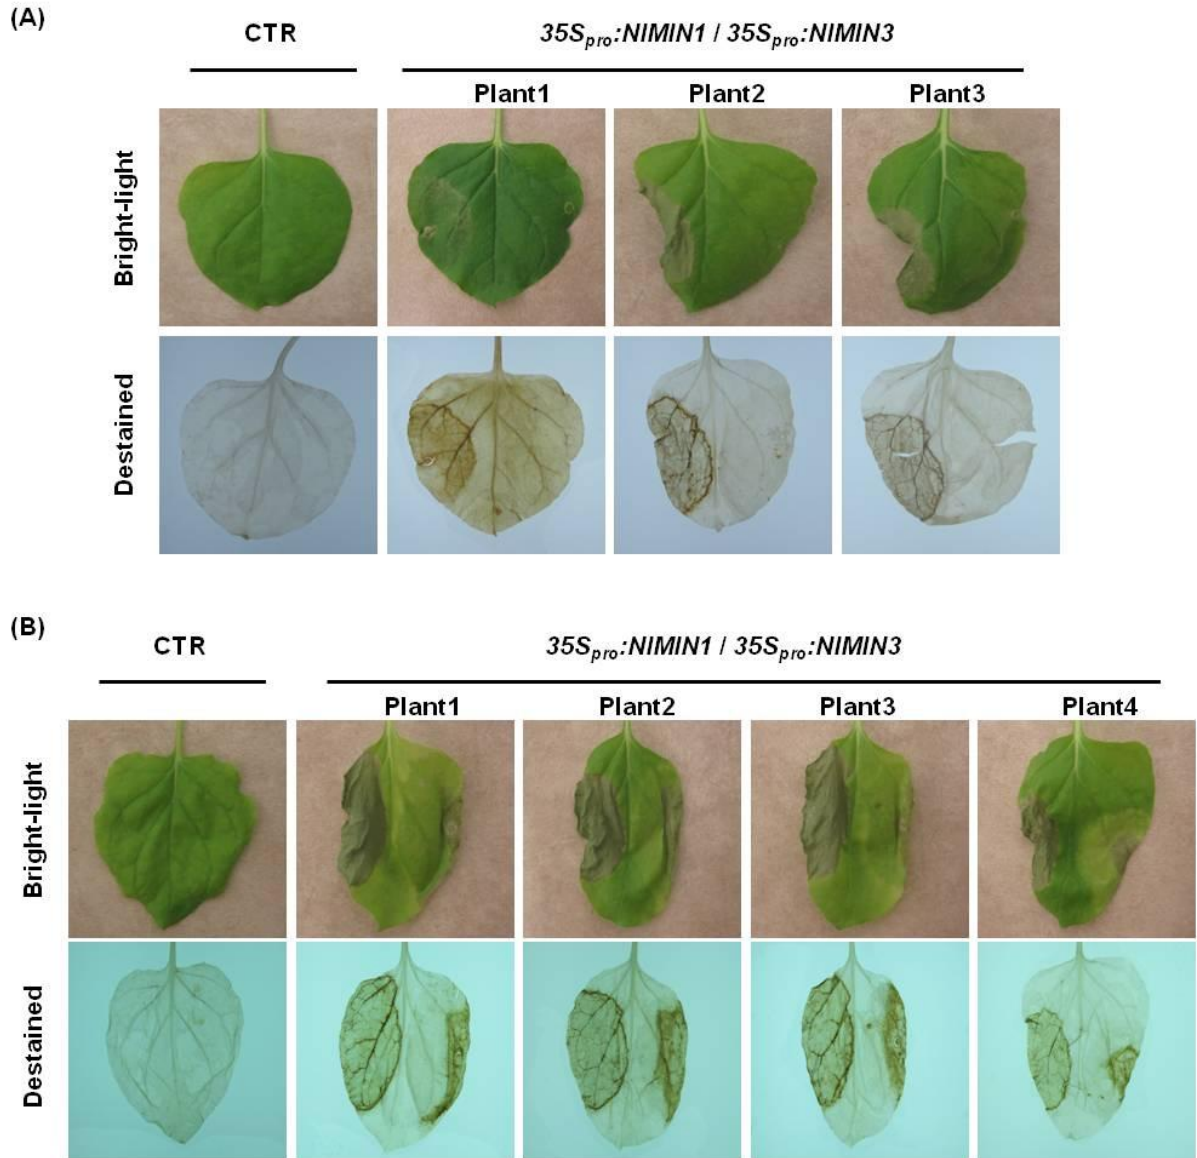 (A)
CTR
35Spro:NIMIN1 / 35Spro:NIMIN3
Plant1
Plant2
Plant3
Bright-light
Destained
(B)
CTR
35Spro:NIMIN1 / 35Spro:NIMIN3
Plant1
Plant2
Plant3
Plant4
Bright-light
Destained